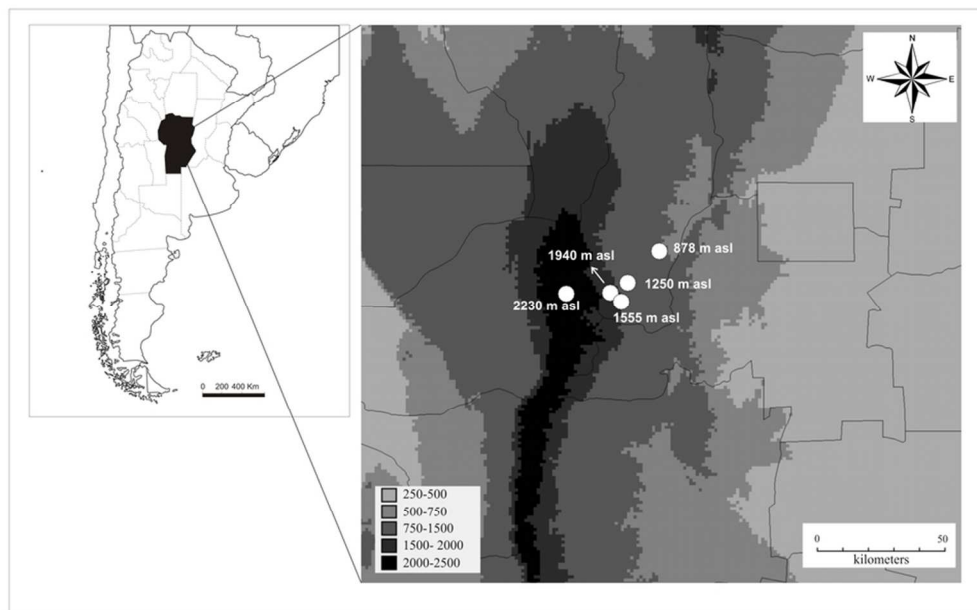 N
W E
S
878 m asl
1940 m asl
1250 m asl
2230 m asl
1555 m asl
0 200 400 Km
250-500
500-750
750-1500
1500- 2000
2000-2500
0 50
kilometers